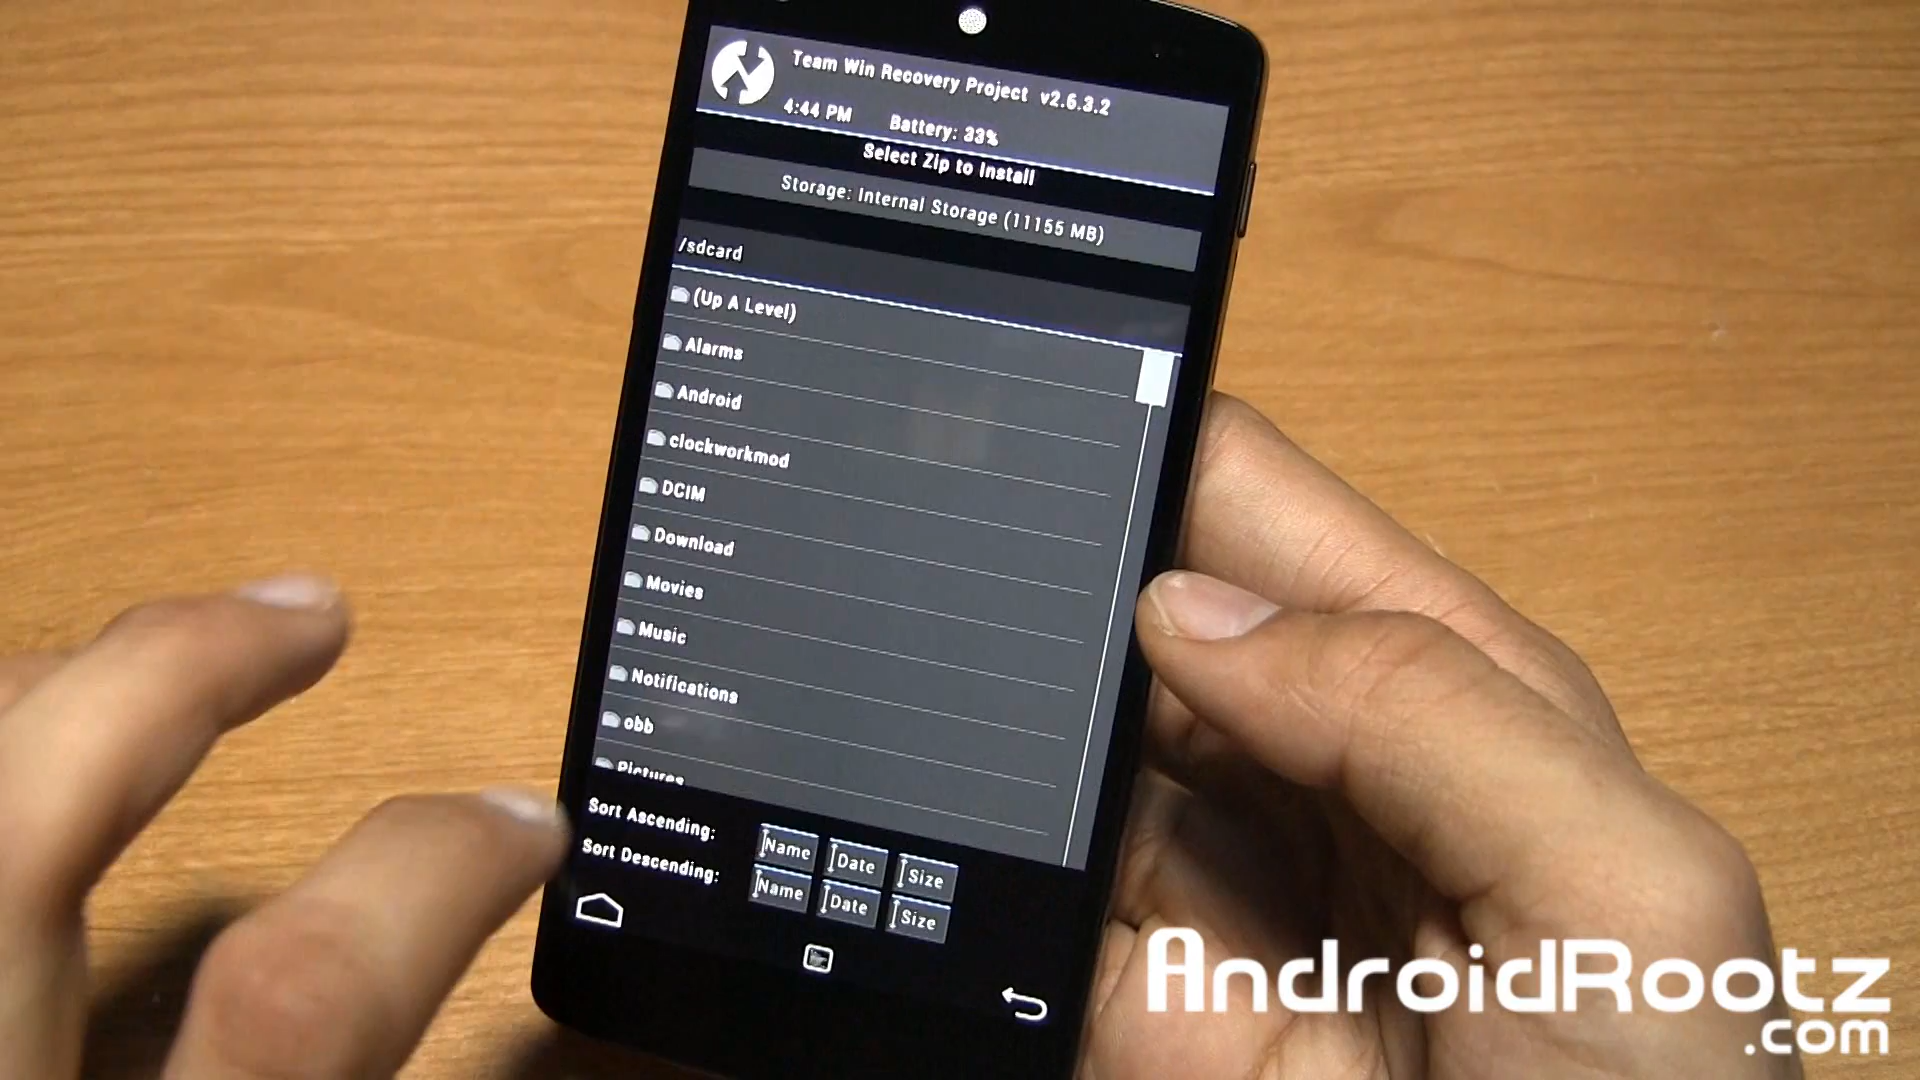 Team Win Recovery Project v2.6.3.2
4:44 PM Battery: 33%
Select Zip to Install
Storage: Internal Storage (11155 MB)
/sdcard
(Up A Level)
Alarms
Android
clockworkmod
DCIM
Download
Movies
Music
Notifications
obb
Pictures
Sort Ascending: Name Date Size
Sort Descending: Name Date Size
AndroidRootz
.com